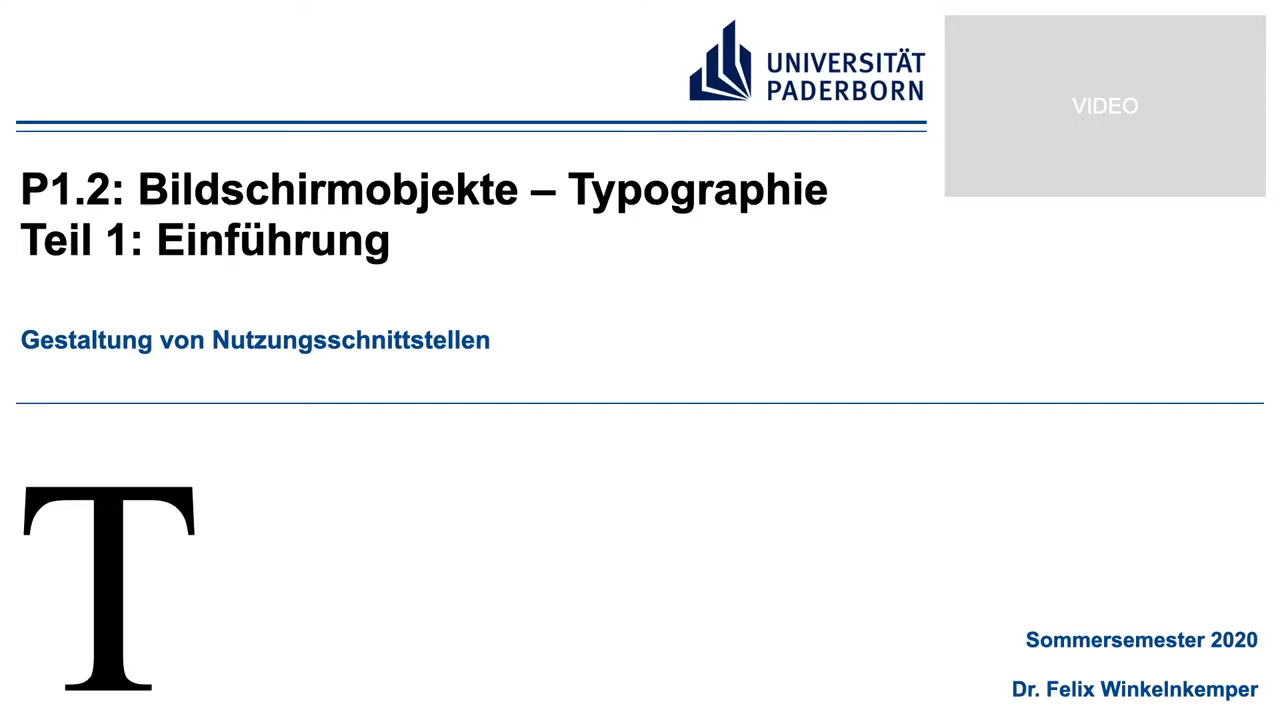 UNIVERSITÄT
PADERBORN
VIDEO
P1.2: Bildschirmobjekte – Typographie
Teil 1: Einführung
Gestaltung von Nutzungsschnittstellen
T
Sommersemester 2020
Dr. Felix Winkelnkemper